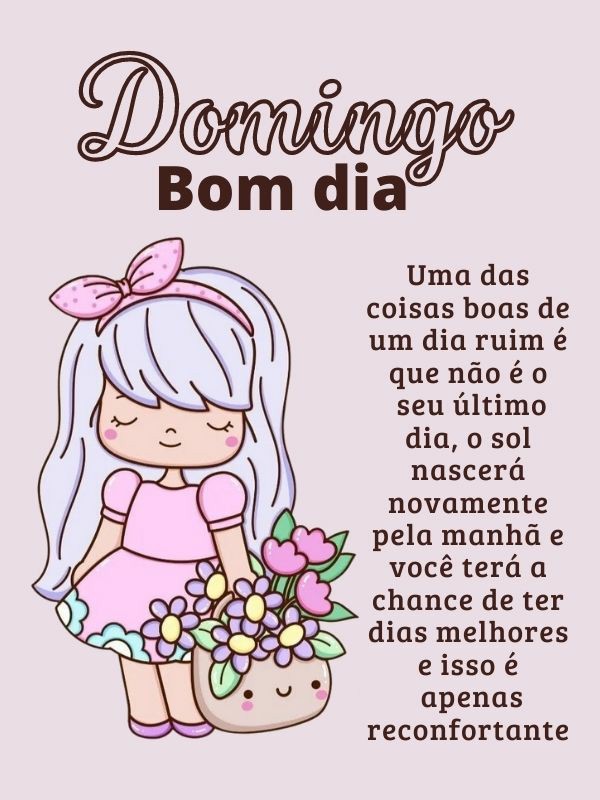 Domingo
Bom dia
Uma das
coisas boas de
um dia ruim é
que não é o
seu último
dia, o sol
nascerá
novamente
pela manhã e
você terá a
chance de ter
dias melhores
e isso é
apenas
reconfortante